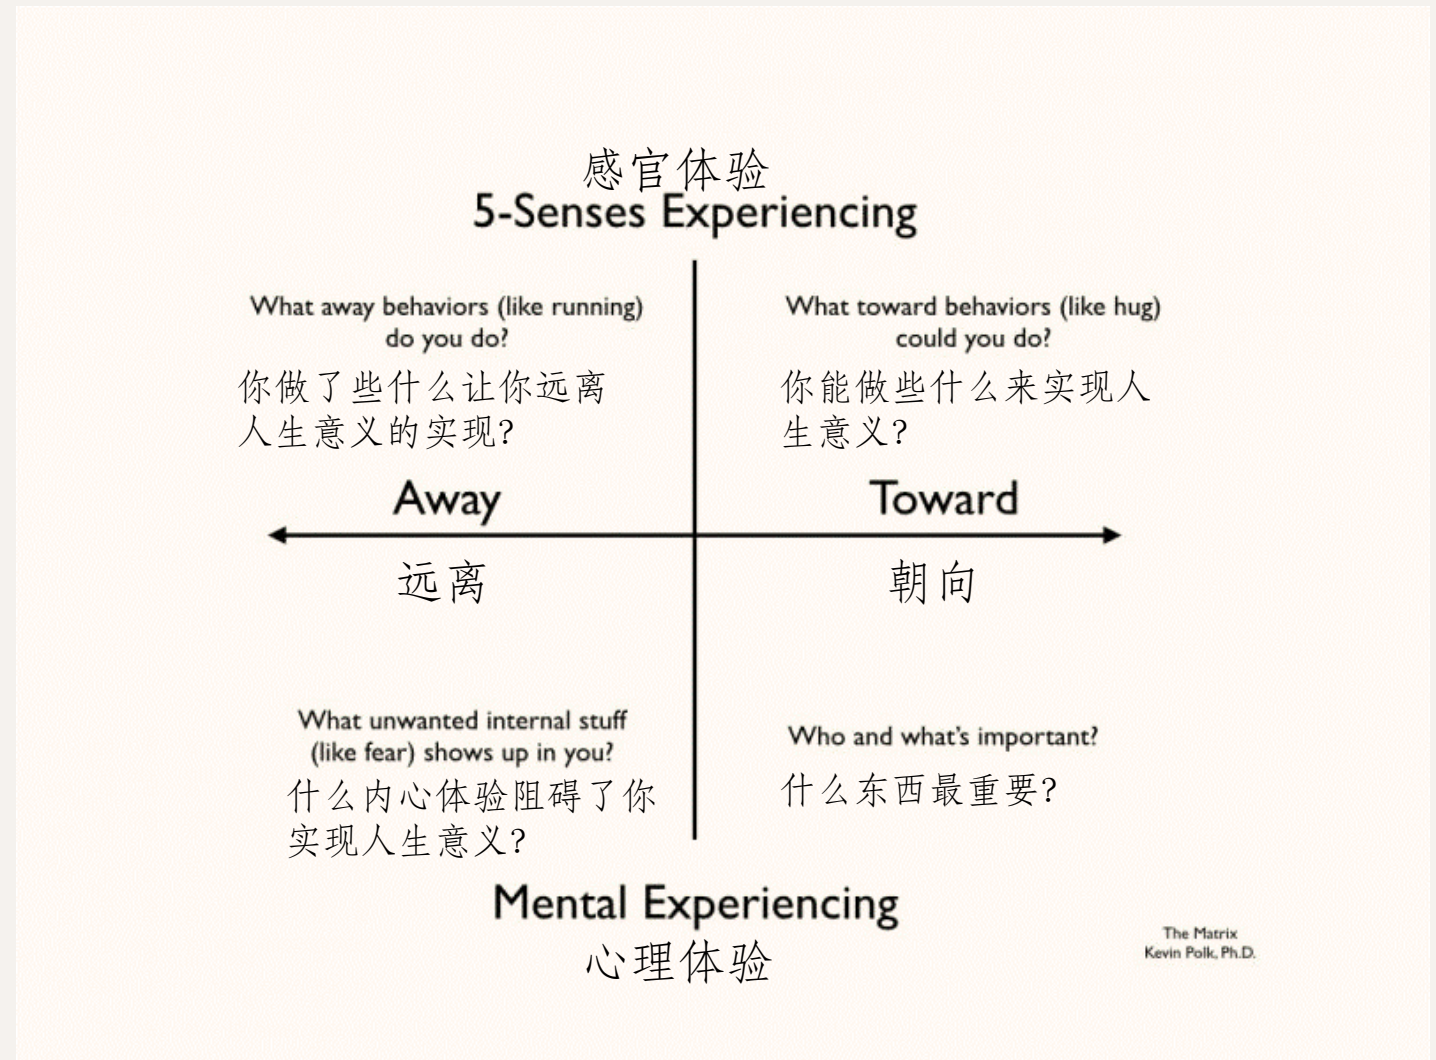 感官体验
5-Senses Experiencing
What away behaviors (like running)
do you do?
你做了些什么让你远离
人生意义的实现?
What toward behaviors (like hug)
could you do?
你能做些什么来实现人
生意义?
Away
Toward
远离
朝向
What unwanted internal stuff
(like fear) shows up in you?
什么内心体验阻碍了你
实现人生意义?
Who and what's important?
什么东西最重要?
Mental Experiencing
心理体验
The Matrix
Kevin Polk, Ph.D.